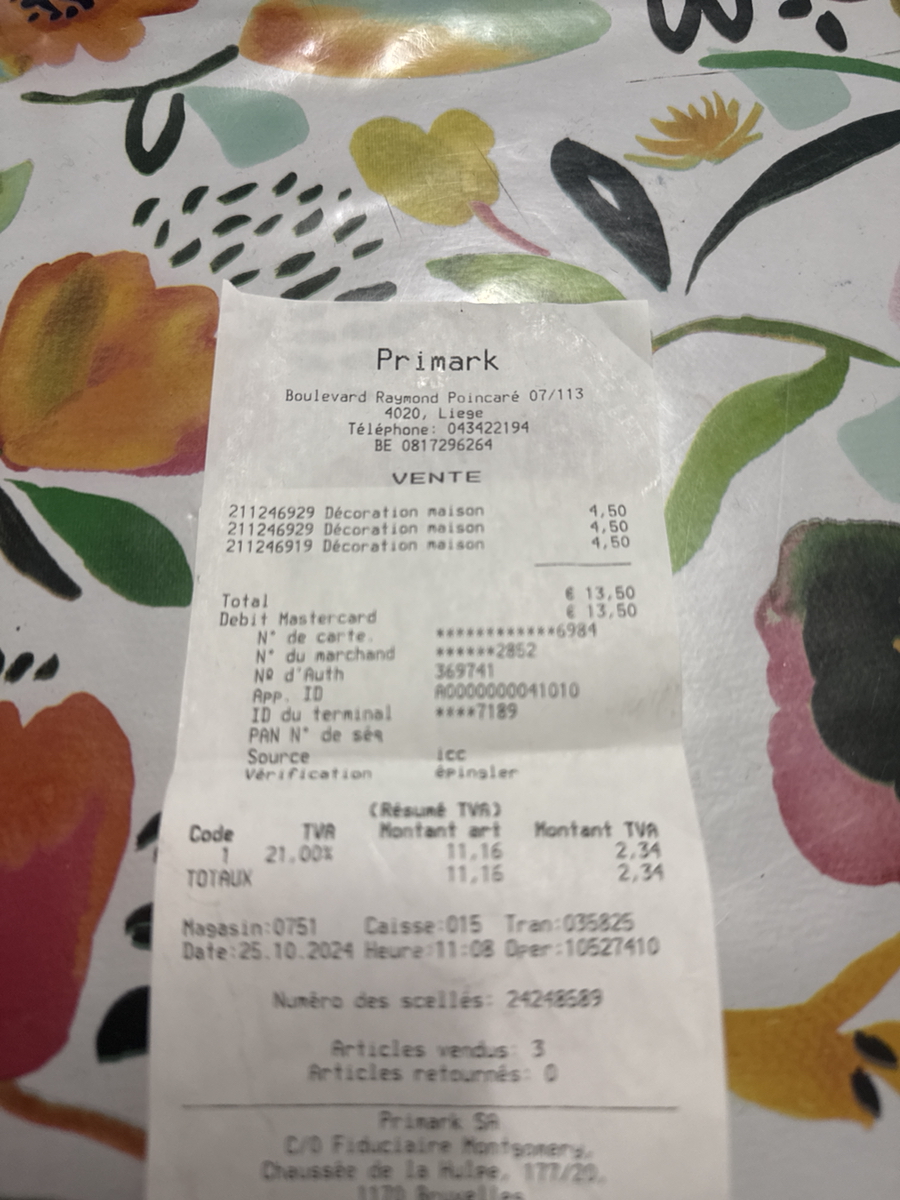 Primark
Boulevard Raymond Poincaré 07/113
4020, Liege
Téléphone: 043422194
BE 0817296264
VENTE
211246929 Décoration maison 4,50
211246929 Décoration maison 4,50
211246919 Décoration maison 4,50
Total € 13,50
Debit Mastercard € 13,50
N° de carte. ************6984
N° du marchand ******2852
Nº d'Auth 369741
App. ID A0000000041010
ID du terminal ****7189
PAN N° de séq
Source icc
Vérification épingler
(Résumé TVA)
Code TVA Montant art Montant TVA
1 21,00% 11,16 2,34
TOTAUX 11,16 2,34
Magasin:0751 Caisse:015 Tran:035825
Date:25.10.2024 Heure:11:08 Oper:10527410
Numéro des scellés: 24248589
Articles vendus: 3
Articles retournés: 0
Primark SA
C/O Fiduciaire Montgomery,
Chaussée de la Hulpe, 177/20,
1170 Bruxelles